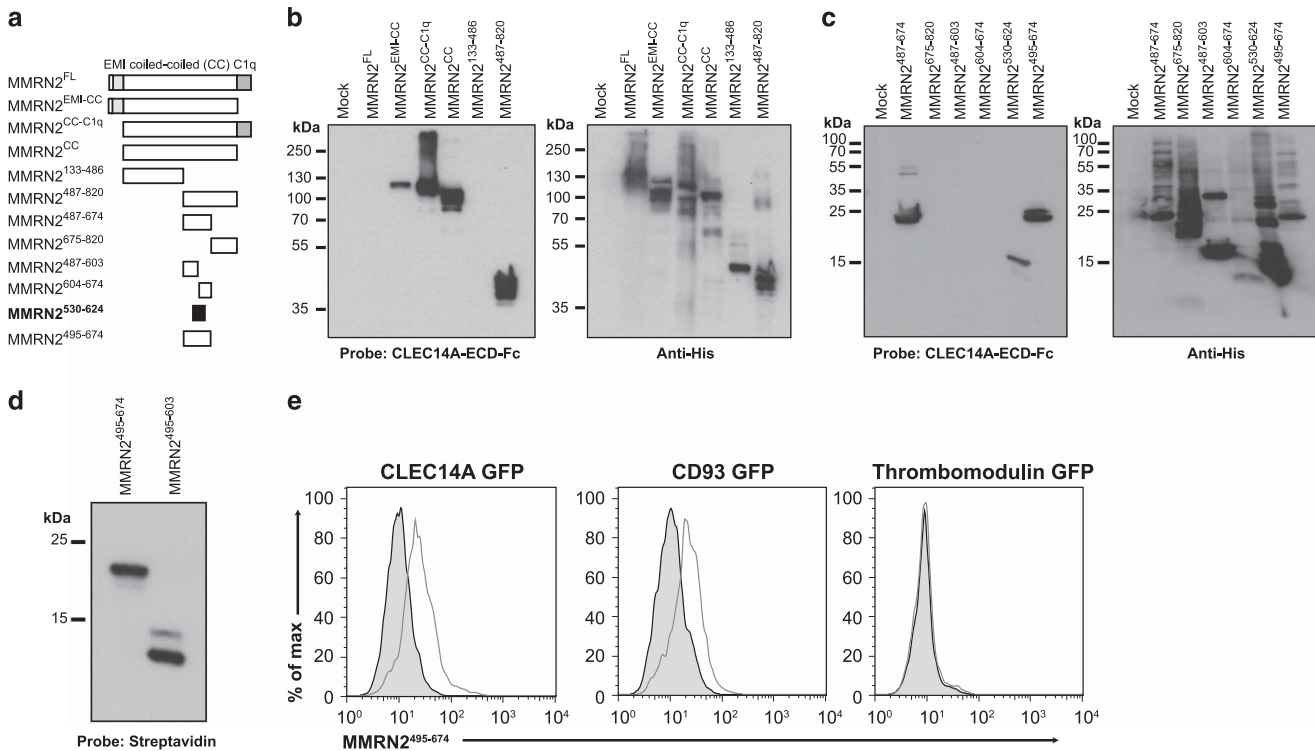 a
EMI coiled-coiled (CC) C1q
MMRN2FL
MMRN2EMI-CC
MMRN2CC-C1q
MMRN2CC
MMRN2133-486
MMRN2487-820
MMRN2487-674
MMRN2675-820
MMRN2487-603
MMRN2604-674
MMRN2530-624
MMRN2495-674
b
Mock
MMRN2FL
MMRN2EMI-CC
MMRN2CC-C1q
MMRN2CC
MMRN2133-486
MMRN2487-820
kDa
250
130
100
70
55
35
Probe: CLEC14A-ECD-Fc
Mock
MMRN2FL
MMRN2EMI-CC
MMRN2CC-C1q
MMRN2CC
MMRN2133-486
MMRN2487-820
kDa
250
130
100
70
55
35
Anti-His
c
Mock
MMRN2487-674
MMRN2675-820
MMRN2487-603
MMRN2604-674
MMRN2530-624
MMRN2495-674
kDa
100
70
55
35
25
15
Probe: CLEC14A-ECD-Fc
Mock
MMRN2487-674
MMRN2675-820
MMRN2487-603
MMRN2604-674
MMRN2530-624
MMRN2495-674
kDa
100
70
55
35
25
15
Anti-His
d
MMRN2495-674
MMRN2495-603
kDa
25
15
Probe: Streptavidin
e
CLEC14A GFP
% of max
100
80
60
40
20
0
100 101 102 103 104
CD93 GFP
100
80
60
40
20
0
100 101 102 103 104
Thrombomodulin GFP
100
80
60
40
20
0
100 101 102 103 104
MMRN2495-674